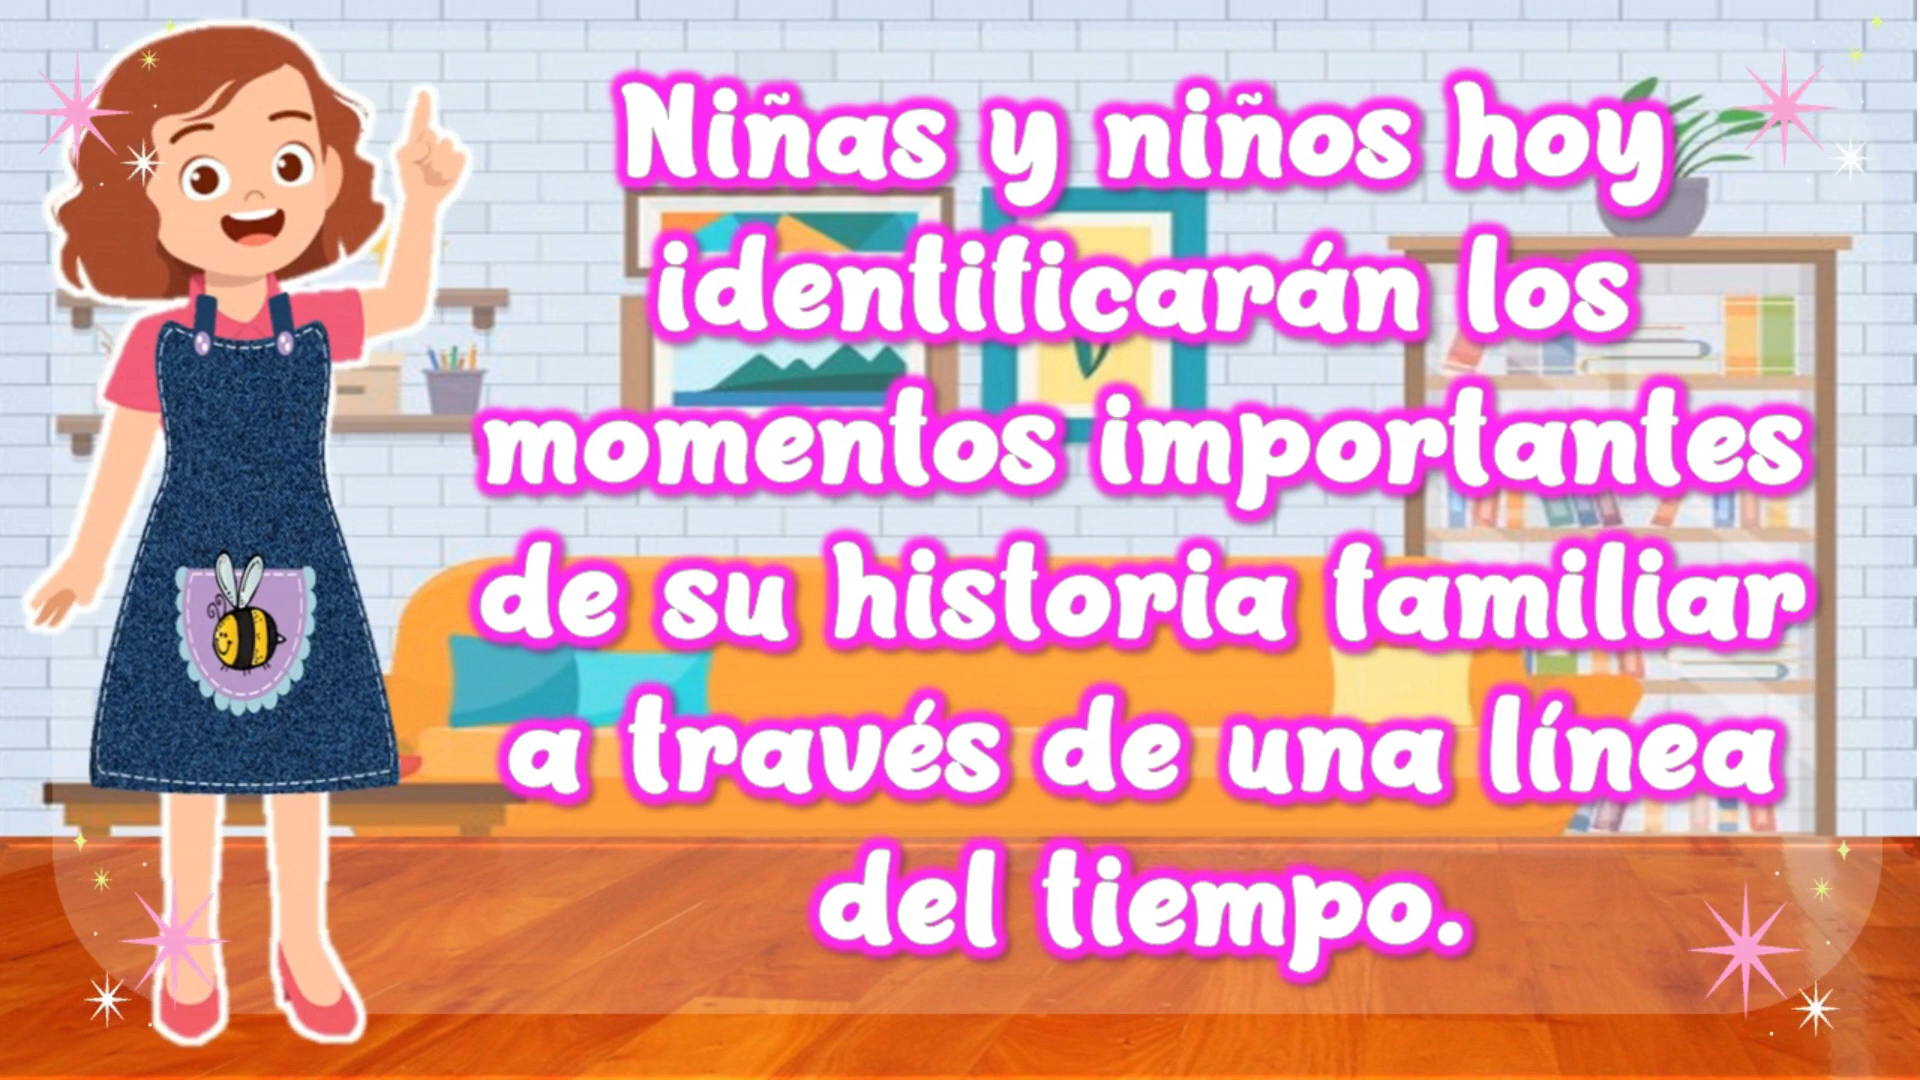 Niñas y niños hoy
identificarán los
momentos importantes
de su historia familiar
a través de una línea
del tiempo.